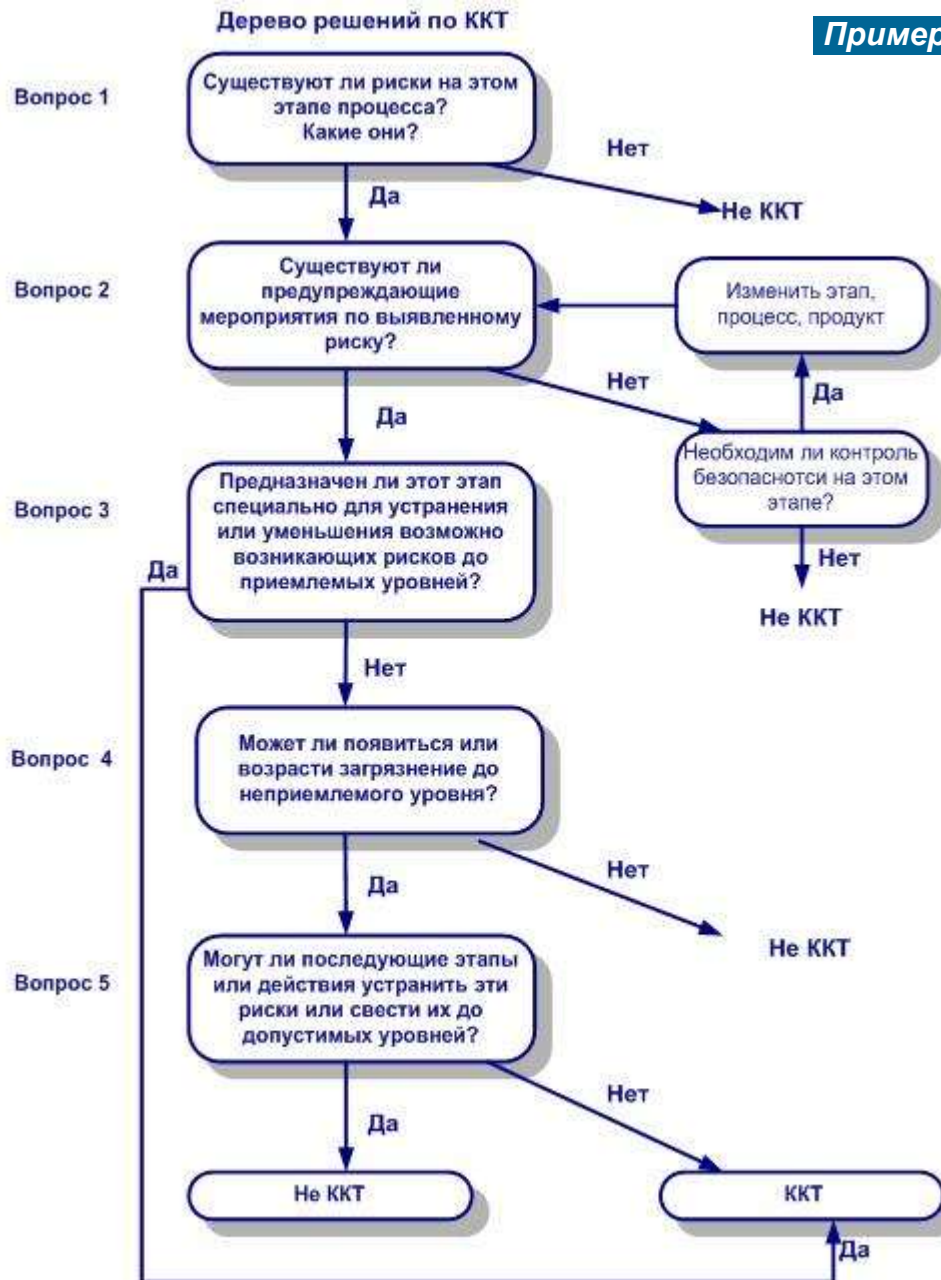 Дерево решений по ККТ
Пример
Вопрос 1
Существуют ли риски на этом
этапе процесса?
Какие они?
Нет
Да
Не ККТ
Вопрос 2
Существуют ли
предупреждающие
мероприятия по выявленному
риску?
Изменить этап,
процесс, продукт
Нет
Да
Да
Необходим ли контроль
безопаснотси на этом
этапе?
Нет
Не ККТ
Вопрос 3
Предназначен ли этот этап
специально для устранения
или уменьшения возможно
возникающих рисков до
приемлемых уровней?
Да
Нет
Вопрос 4
Может ли появиться или
возрасти загрязнение до
неприемлемого уровня?
Нет
Да
Не ККТ
Вопрос 5
Могут ли последующие этапы
или действия устранить эти
риски или свести их до
допустимых уровней?
Нет
Да
Не ККТ
ККТ
Да